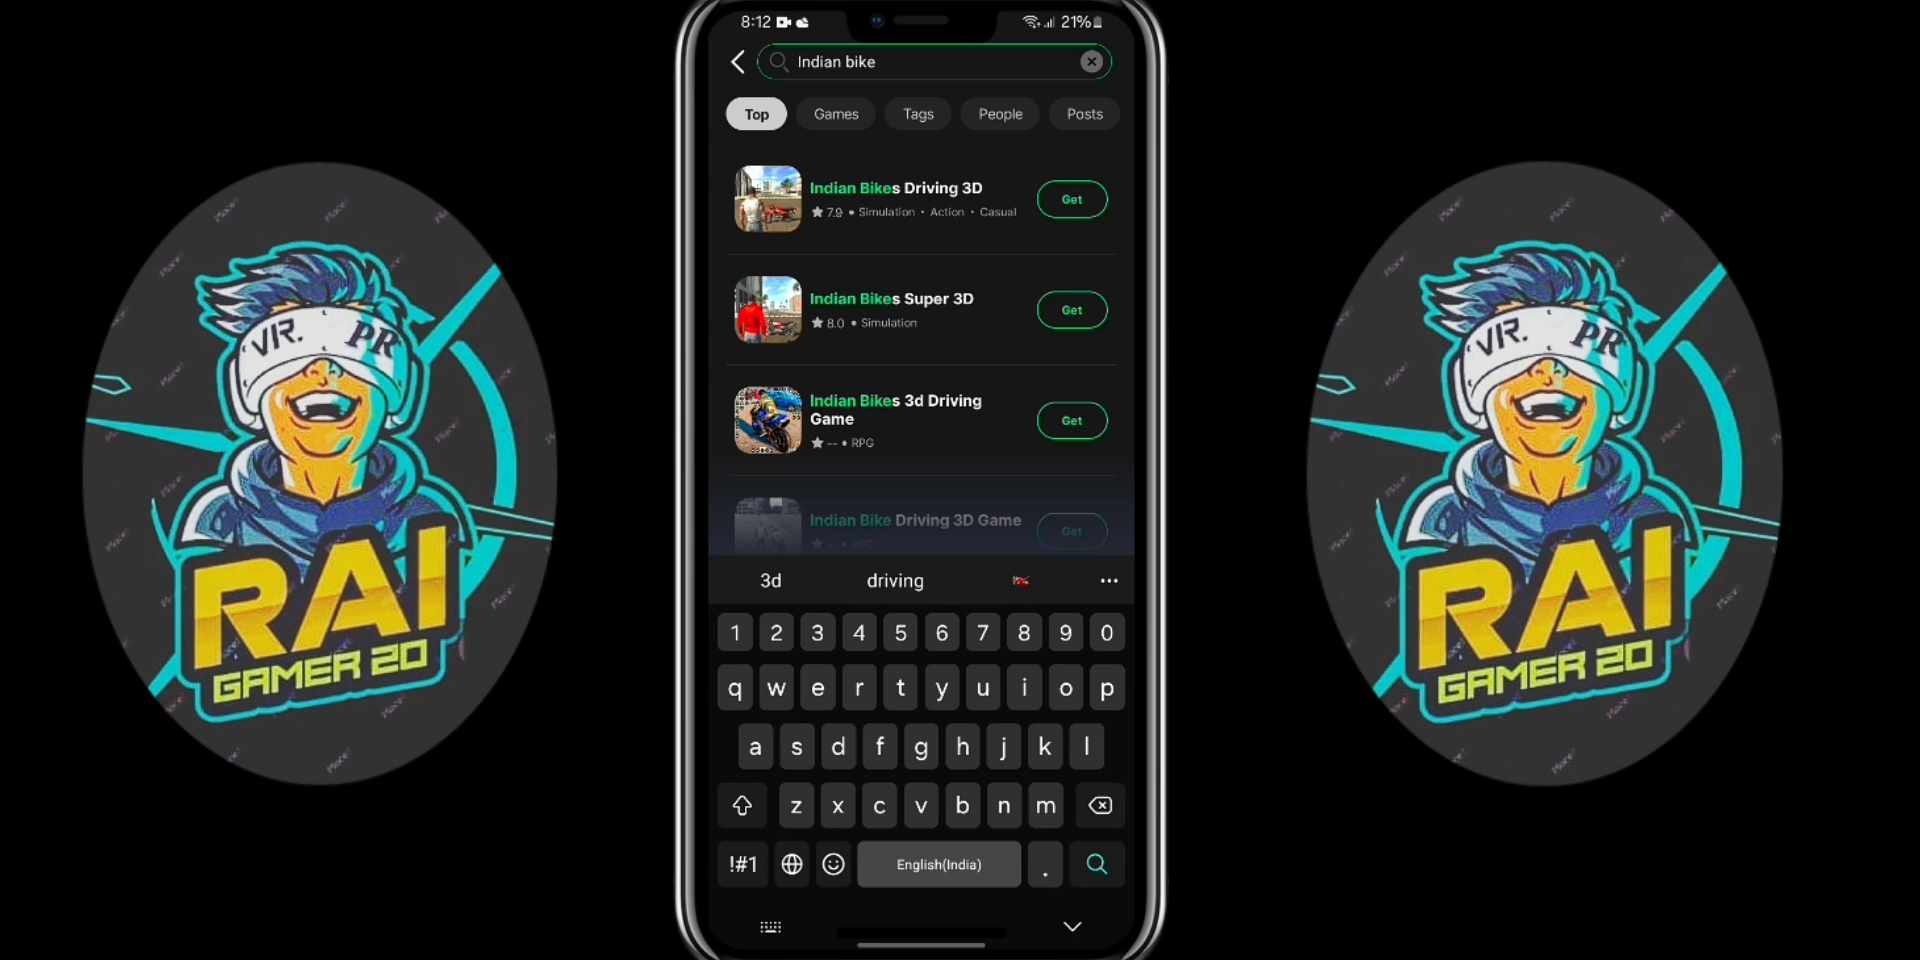 8:12
21%
Indian bike
Top
Games
Tags
People
Posts
Indian Bikes Driving 3D
7.9 • Simulation • Action • Casual
Get
Indian Bikes Super 3D
8.0 • Simulation
Get
Indian Bikes 3d Driving
Game
-- • RPG
Get
Indian Bike Driving 3D Game
-- • RPG
Get
3d
driving
1 2 3 4 5 6 7 8 9 0
q w e r t y u i o p
a s d f g h j k l
z x c v b n m
!#1
English(India)
.
VR. PR
RAI
GAMER 20
VR. PR
RAI
GAMER 20